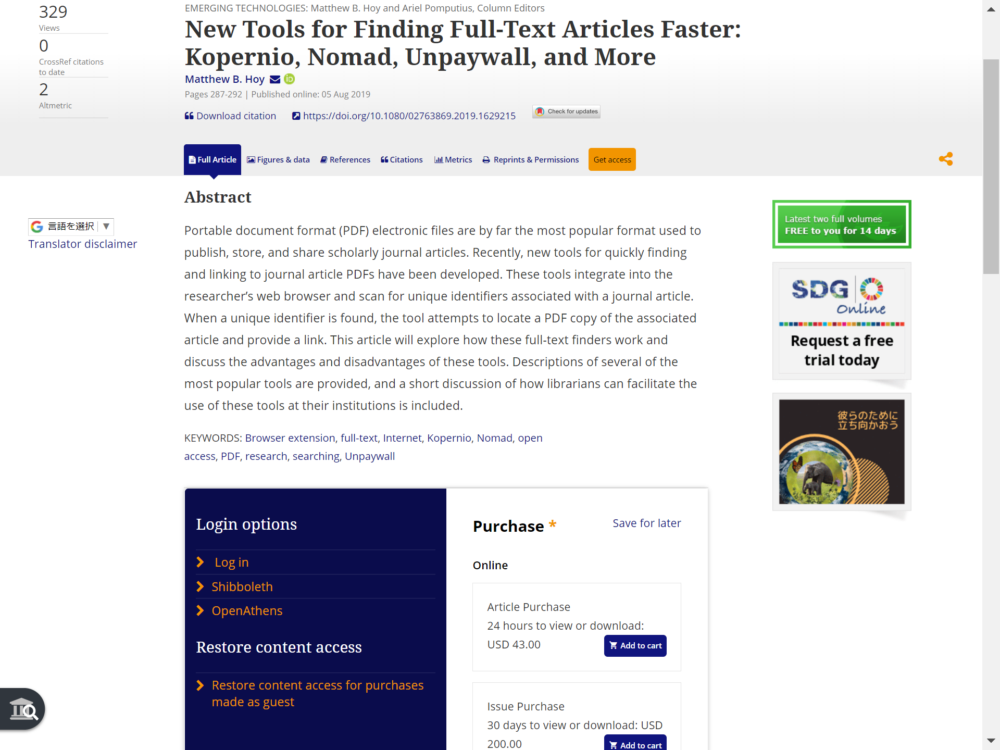 329
Views
0
CrossRef citations
to date
2
Altmetric
EMERGING TECHNOLOGIES: Matthew B. Hoy and Ariel Pomputius, Column Editors
New Tools for Finding Full-Text Articles Faster:
Kopernio, Nomad, Unpaywall, and More
Matthew B. Hoy iD
Pages 287-292 | Published online: 05 Aug 2019
Download citation https://doi.org/10.1080/02763869.2019.1629215 Check for updates
Full Article Figures & data References Citations Metrics Reprints & Permissions Get access
言語を選択 ▼
Translator disclaimer
Abstract
Portable document format (PDF) electronic files are by far the most popular format used to
publish, store, and share scholarly journal articles. Recently, new tools for quickly finding
and linking to journal article PDFs have been developed. These tools integrate into the
researcher’s web browser and scan for unique identifiers associated with a journal article.
When a unique identifier is found, the tool attempts to locate a PDF copy of the associated
article and provide a link. This article will explore how these full-text finders work and
discuss the advantages and disadvantages of these tools. Descriptions of several of the
most popular tools are provided, and a short discussion of how librarians can facilitate the
use of these tools at their institutions is included.
KEYWORDS: Browser extension, full-text, Internet, Kopernio, Nomad, open
access, PDF, research, searching, Unpaywall
Login options
Log in
Shibboleth
OpenAthens
Restore content access
Restore content access for purchases
made as guest
Purchase *
Save for later
Online
Article Purchase
24 hours to view or download:
USD 43.00
Add to cart
Issue Purchase
30 days to view or download: USD
200.00
Add to cart
Latest two full volumes
FREE to you for 14 days
SDG
Online
Request a free
trial today
彼らのために
立ち向かおう